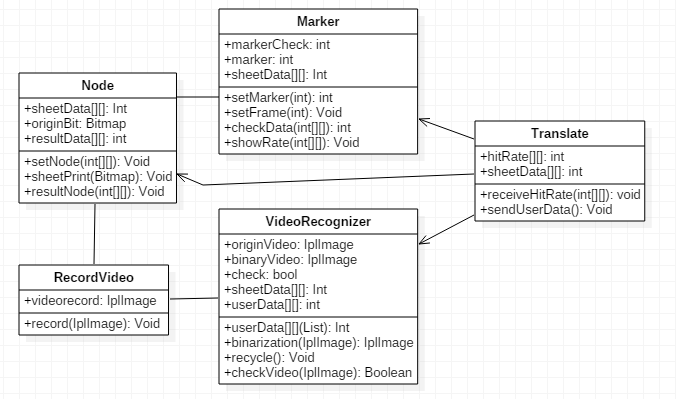 Marker
+markerCheck: int
+marker: int
+sheetData[][]: Int
+setMarker(int): int
+setFrame(int): Void
+checkData(int[][]): int
+showRate(int[][]): Void
Node
+sheetData[][]: Int
+originBit: Bitmap
+resultData[][]: int
+setNode(int[][]): Void
+sheetPrint(Bitmap): Void
+resultNode(int[][]): Void
Translate
+hitRate[][]: int
+sheetData[][]: int
+receiveHitRate(int[][]): void
+sendUserData(): Void
VideoRecognizer
+originVideo: IplImage
+binaryVideo: IplImage
+check: bool
+sheetData[][]: Int
+userData[][]: int
+userData[][](List): Int
+binarization(IplImage): IplImage
+recycle(): Void
+checkVideo(IplImage): Boolean
RecordVideo
+videorecord: IplImage
+record(IplImage): Void